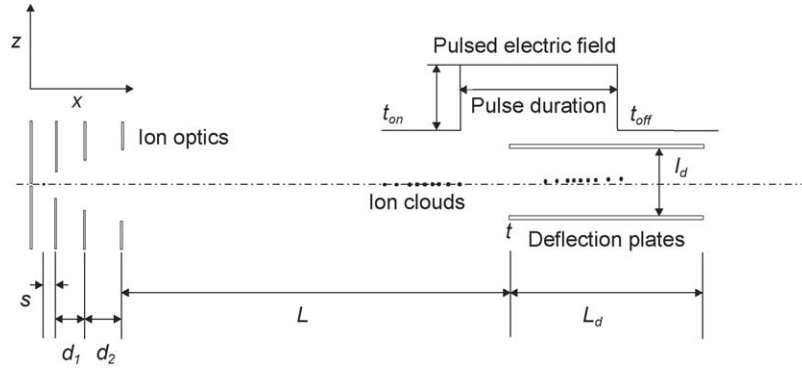 Pulsed electric field
z
t_on
Pulse duration
t_off
x
Ion optics
l_d
Ion clouds
t
Deflection plates
s
L
L_d
d_1
d_2